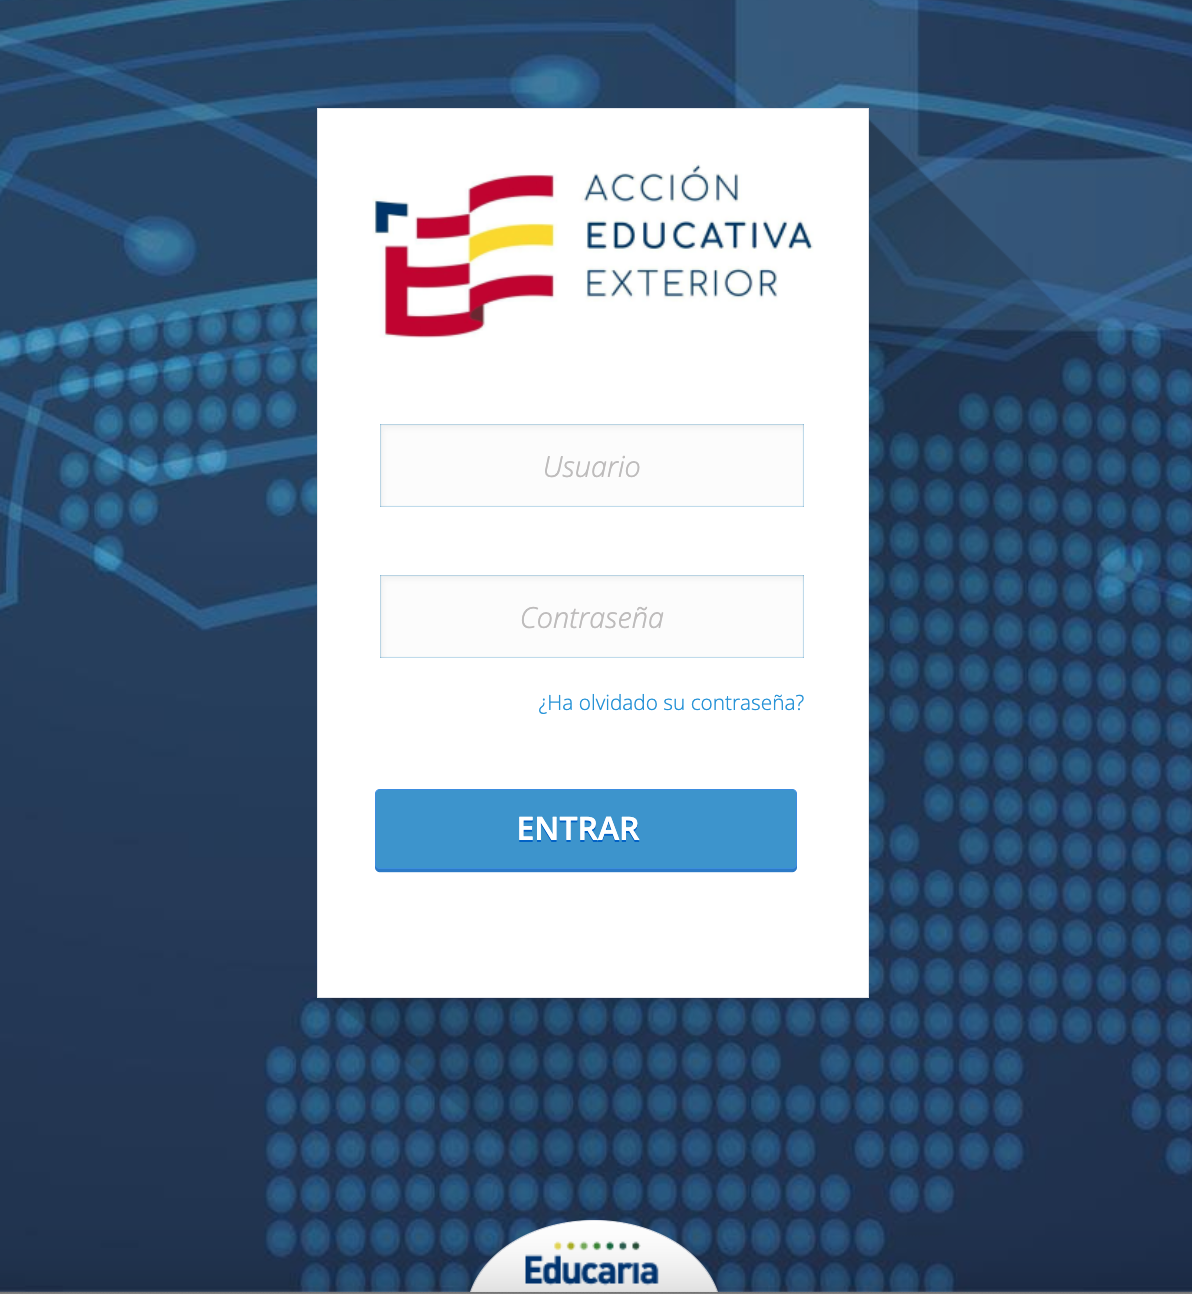 ACCIÓN
EDUCATIVA
EXTERIOR
Usuario
Contraseña
¿Ha olvidado su contraseña?
ENTRAR
Educaria